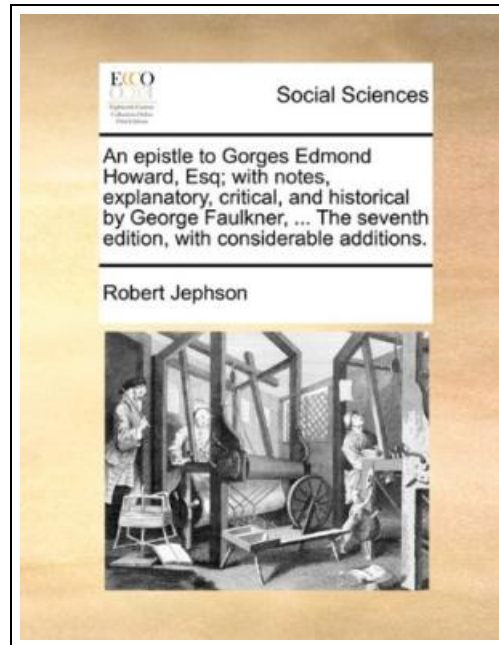 ECCO
Social Sciences
An epistle to Gorges Edmond
Howard, Esq; with notes,
explanatory, critical, and historical
by George Faulkner, ... The seventh
edition, with considerable additions.
Robert Jephson